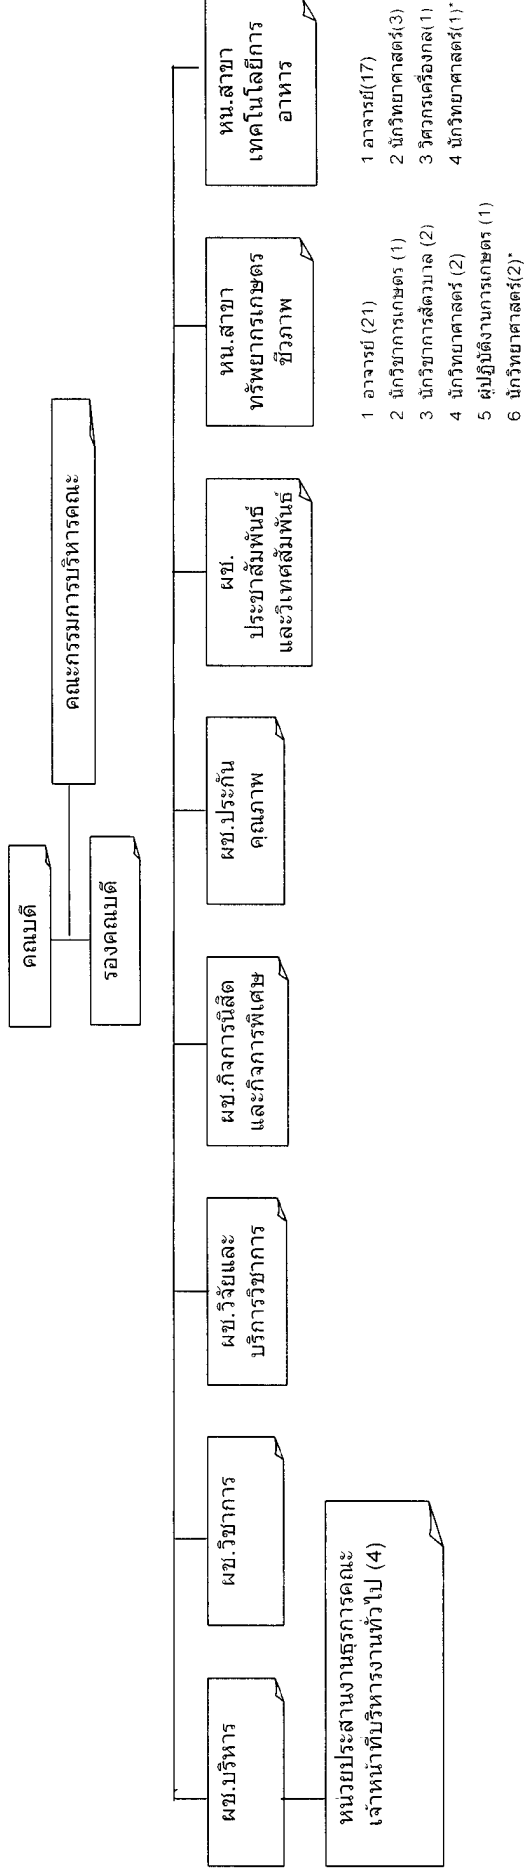 คณบดี
คณะกรรมการบริหารคณะ
รองคณบดี
ผช.บริหาร
ผช.วิชาการ
ผช.วิจัยและ
บริการวิชาการ
ผช.กิจการนิสิต
และกิจการพิเศษ
ผช.ประกัน
คุณภาพ
ผช.
ประชาสัมพันธ์
และวิเทศสัมพันธ์
หน.สาขา
ทรัพยากรเกษตร
ชีวภาพ
หน.สาขา
เทคโนโลยีการ
อาหาร
หน่วยประสานงานธุรการคณะ
เจ้าหน้าที่บริหารงานทั่วไป (4)
1 อาจารย์ (21)
2 นักวิชาการเกษตร (1)
3 นักวิชาการสัตวบาล (2)
4 นักวิทยาศาสตร์ (2)
5 ผู้ปฏิบัติงานการเกษตร (1)
6 นักวิทยาศาสตร์(2)*
1 อาจารย์(17)
2 นักวิทยาศาสตร์(3)
3 วิศวกรเครื่องกล(1)
4 นักวิทยาศาสตร์(1)*